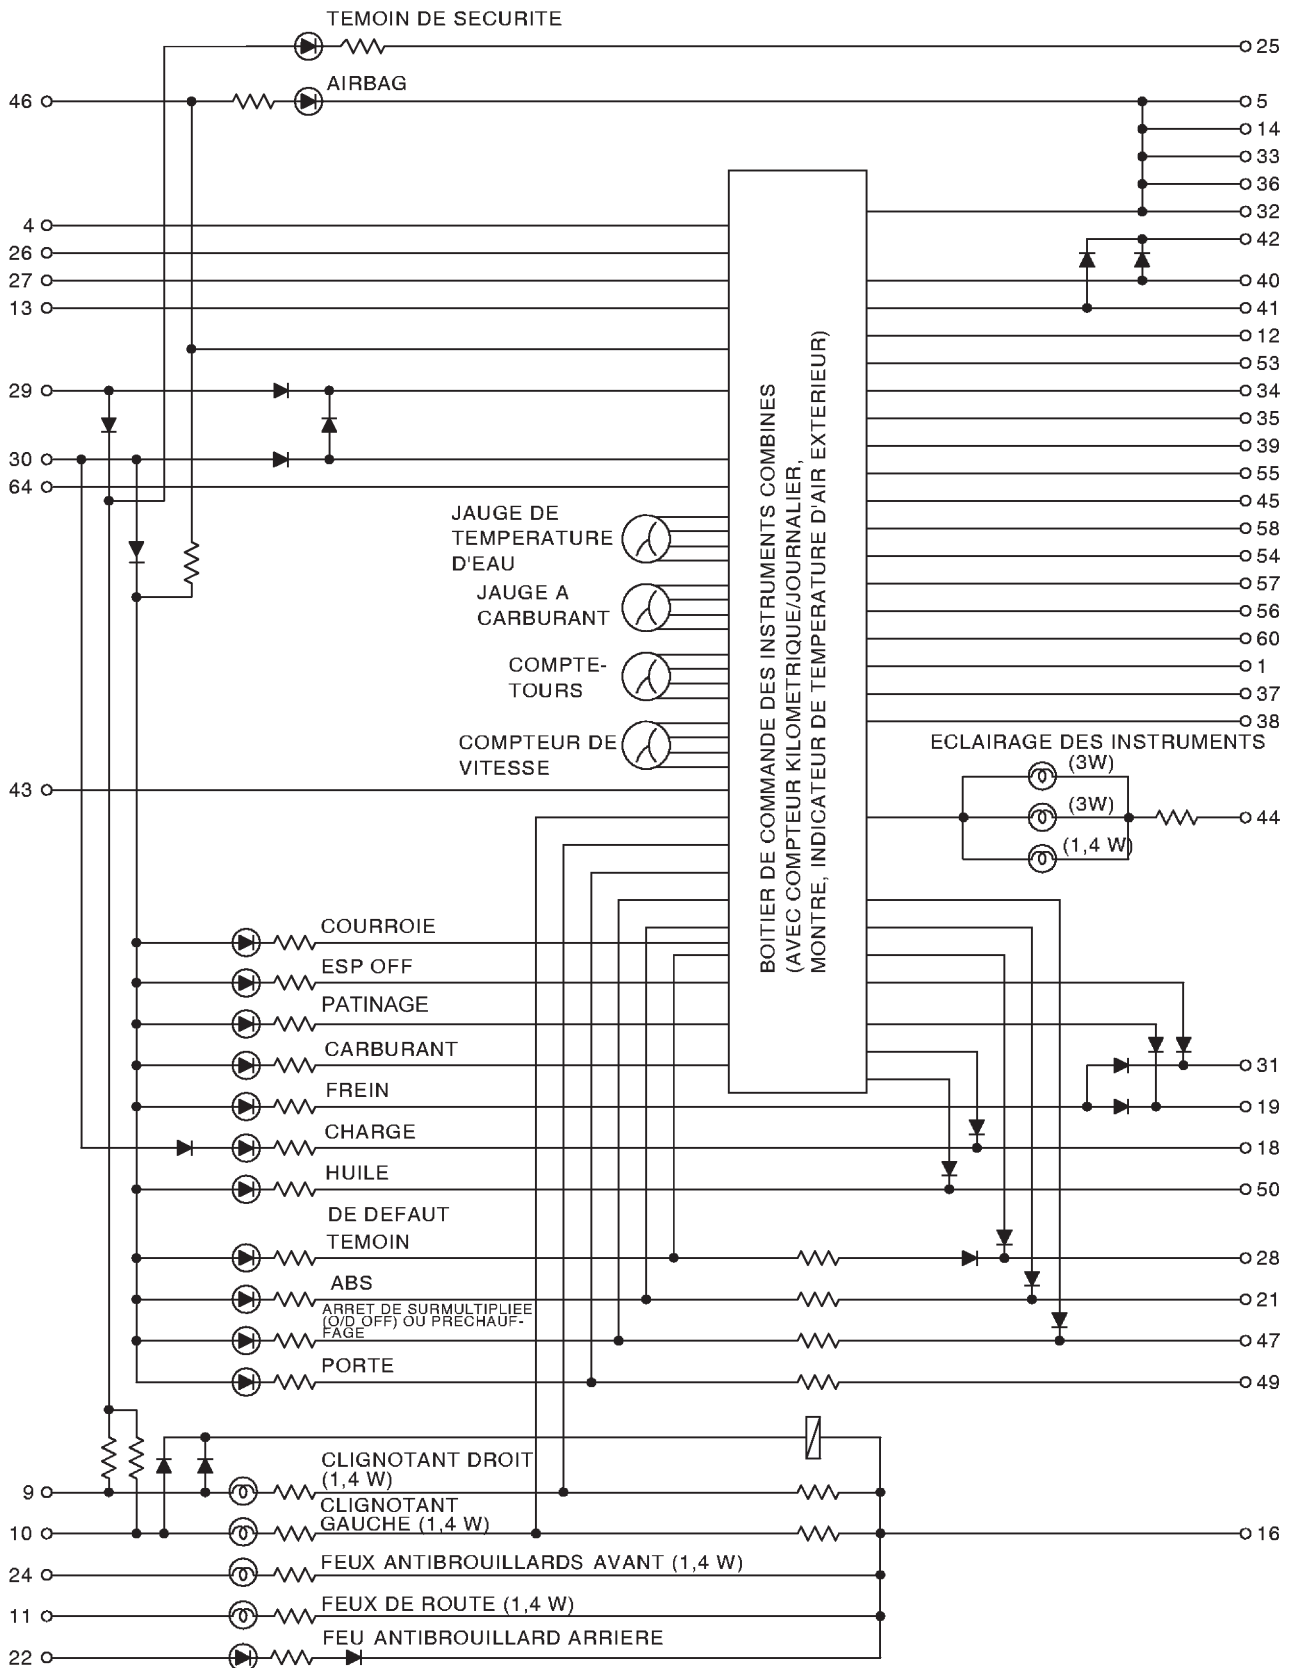 TEMOIN DE SECURITE
25
46
AIRBAG
5
14
33
36
32
4
42
26
27
40
13
41
12
53
29
34
35
30
39
64
55
45
58
54
57
56
60
1
37
38
BOITIER DE COMMANDE DES INSTRUMENTS COMBINES
(AVEC COMPTEUR KILOMETRIQUE/JOURNALIER,
MONTRE, INDICATEUR DE TEMPERATURE D'AIR EXTERIEUR)
JAUGE DE
TEMPERATURE
D'EAU
JAUGE A
CARBURANT
COMPTE-
TOURS
COMPTEUR DE
VITESSE
43
ECLAIRAGE DES INSTRUMENTS
(3W)
(3W)
(1,4 W)
44
COURROIE
ESP OFF
PATINAGE
CARBURANT
31
FREIN
19
CHARGE
18
HUILE
50
DE DEFAUT
TEMOIN
28
ABS
21
ARRET DE SURMULTIPLIEE
(O/D OFF) OU PRECHAUF-
FAGE
47
PORTE
49
CLIGNOTANT DROIT
(1,4 W)
9
CLIGNOTANT
GAUCHE (1,4 W)
10
16
24
FEUX ANTIBROUILLARDS AVANT (1,4 W)
11
FEUX DE ROUTE (1,4 W)
22
FEU ANTIBROUILLARD ARRIERE